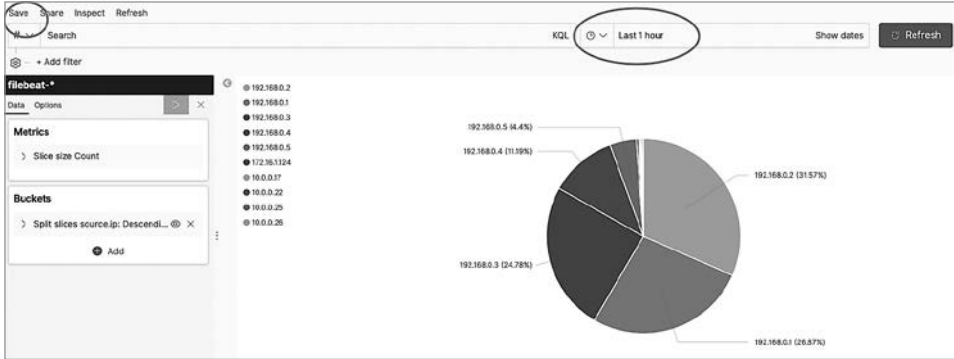 Save Share Inspect Refresh
Search KQL Last 1 hour Show dates Refresh
+ Add filter
filebeat-*
Data Options
Metrics
Slice size Count
Buckets
Split slices source.ip: Descendi...
Add
192.168.0.2
192.168.0.1
192.168.0.3
192.168.0.4
192.168.0.5
172.16.1.124
10.0.0.17
10.0.0.22
10.0.0.25
10.0.0.26
192.168.0.5 (4.4%)
192.168.0.4 (11.19%)
192.168.0.2 (31.57%)
192.168.0.3 (24.78%)
192.168.0.1 (26.87%)